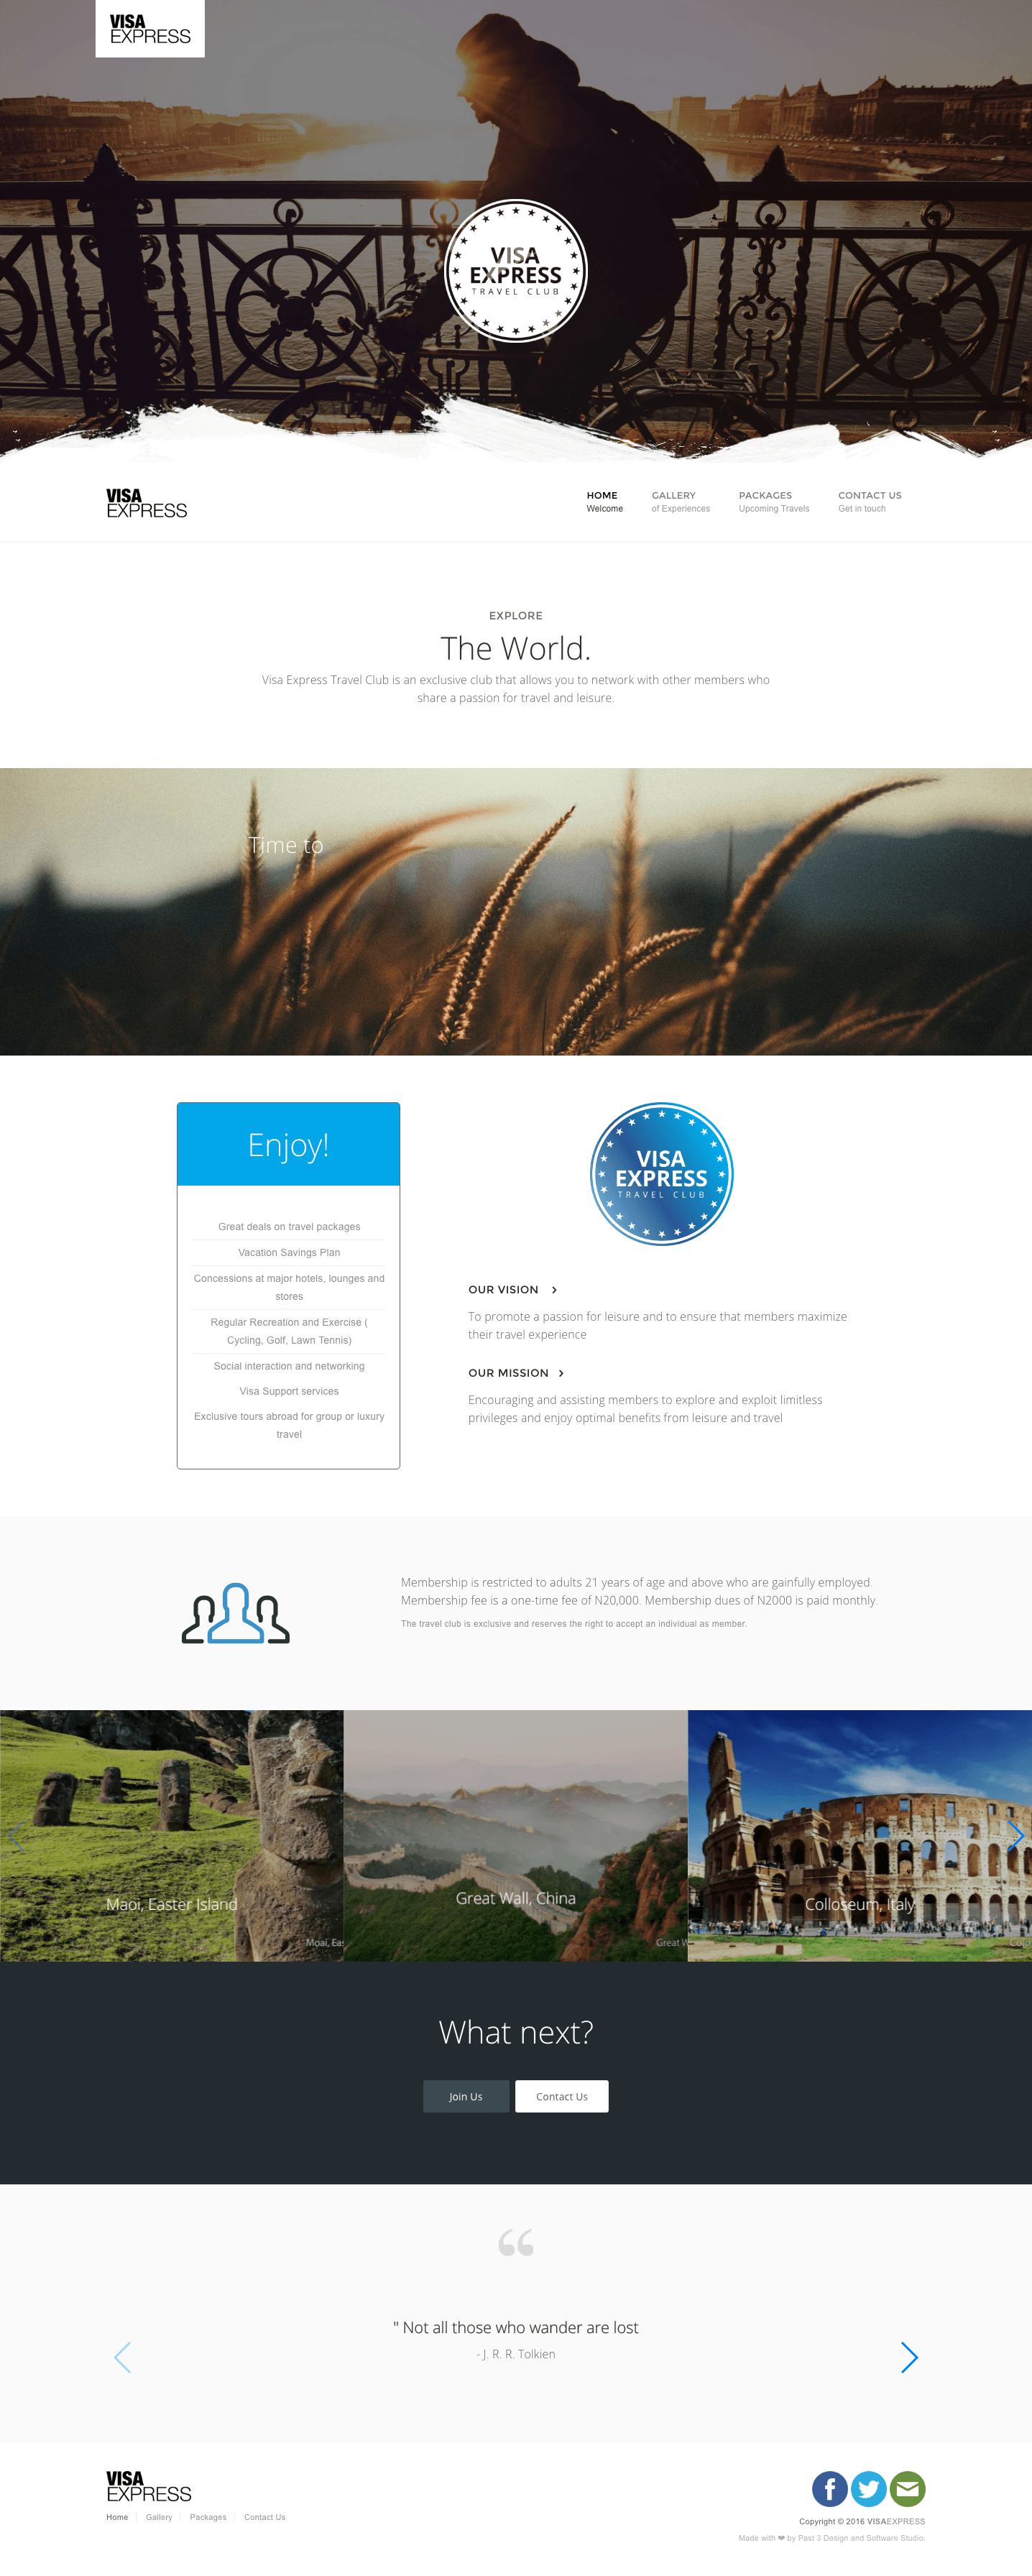 VISA
EXPRESS
VISA
EXPRESS
TRAVEL CLUB
VISA
EXPRESS
HOME
Welcome
GALLERY
of Experiences
PACKAGES
Upcoming Travels
CONTACT US
Get in touch
EXPLORE
The World.
Visa Express Travel Club is an exclusive club that allows you to network with other members who
share a passion for travel and leisure.
Time to
Enjoy!
Great deals on travel packages
Vacation Savings Plan
Concessions at major hotels, lounges and
stores
Regular Recreation and Exercise (
Cycling, Golf, Lawn Tennis)
Social interaction and networking
Visa Support services
Exclusive tours abroad for group or luxury
travel
VISA
EXPRESS
TRAVEL CLUB
OUR VISION
To promote a passion for leisure and to ensure that members maximize
their travel experience
OUR MISSION
Encouraging and assisting members to explore and exploit limitless
privileges and enjoy optimal benefits from leisure and travel
Membership is restricted to adults 21 years of age and above who are gainfully employed.
Membership fee is a one-time fee of N20,000. Membership dues of N2000 is paid monthly.
The travel club is exclusive and reserves the right to accept an individual as member.
Maoi, Easter Island
Moai, Eas
Great Wall, China
Great W
Colloseum, Italy
What next?
Join Us
Contact Us
“
" Not all those who wander are lost
- J. R. R. Tolkien
VISA
EXPRESS
Home
Gallery
Packages
Contact Us
Copyright © 2016 VISAEXPRESS
Made with ❤ by Past 3 Design and Software Studio.